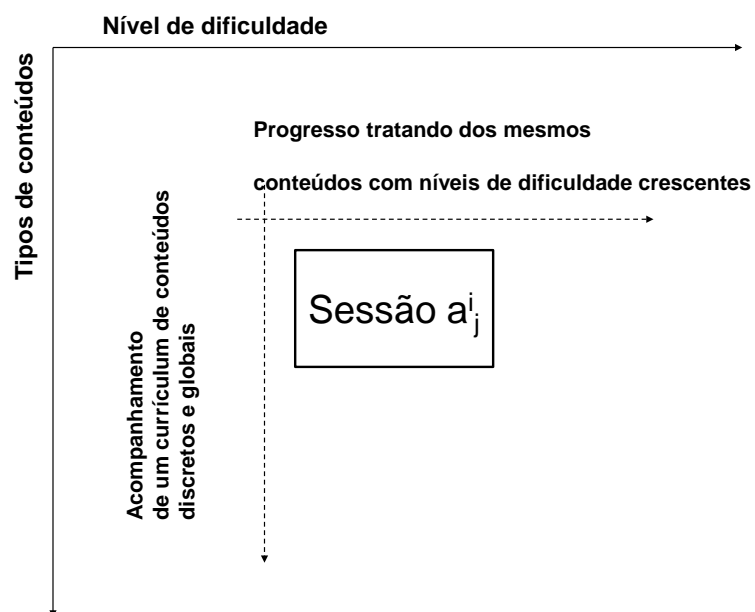 Nível de dificuldade
Tipos de conteúdos
Progresso tratando dos mesmos
conteúdos com níveis de dificuldade crescentes
Acompanhamento
de um currículum de conteúdos
discretos e globais
Sessão aⁱⱼ